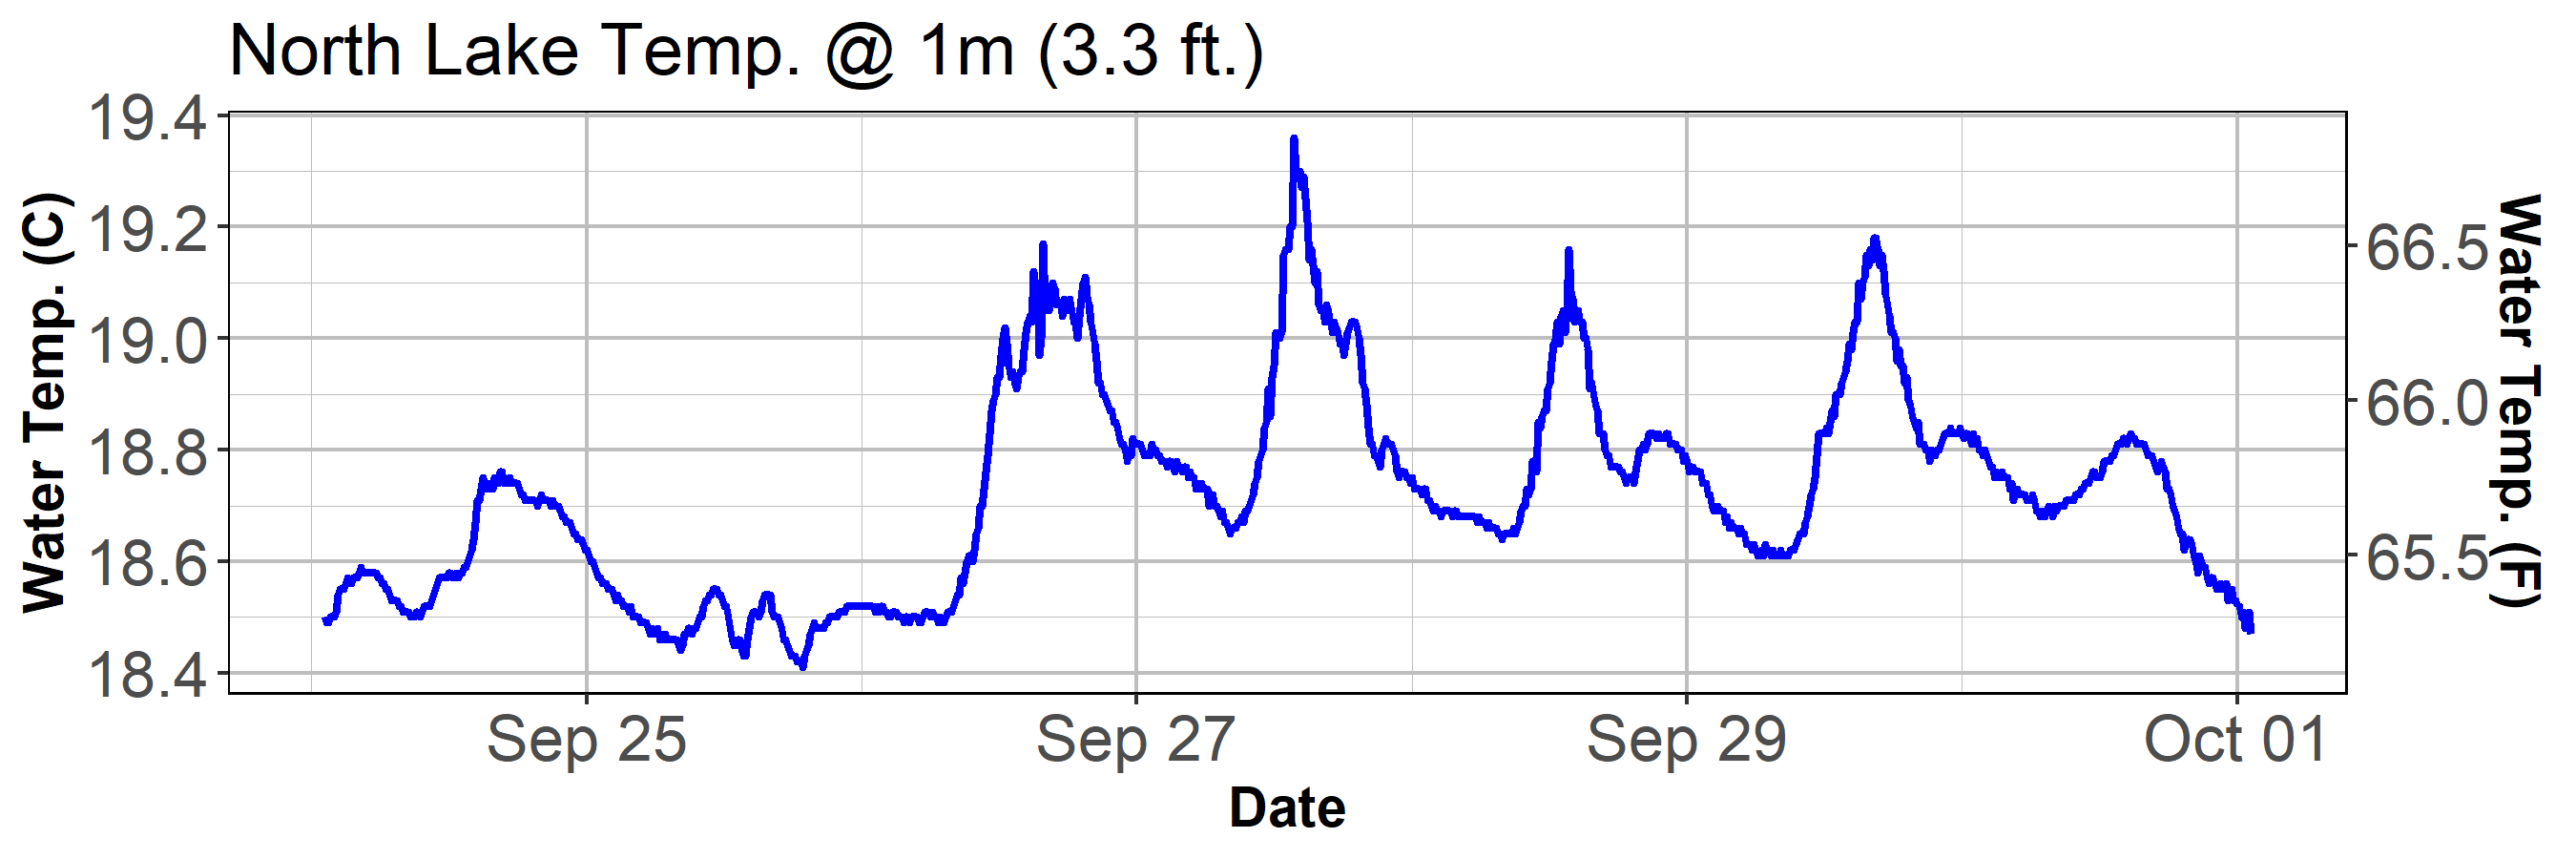 North Lake Temp. @ 1m (3.3 ft.)
Water Temp. (C)
19.4
19.2
19.0
18.8
18.6
18.4
66.5
66.0
65.5
Water Temp. (F)
Sep 25
Sep 27
Sep 29
Oct 01
Date